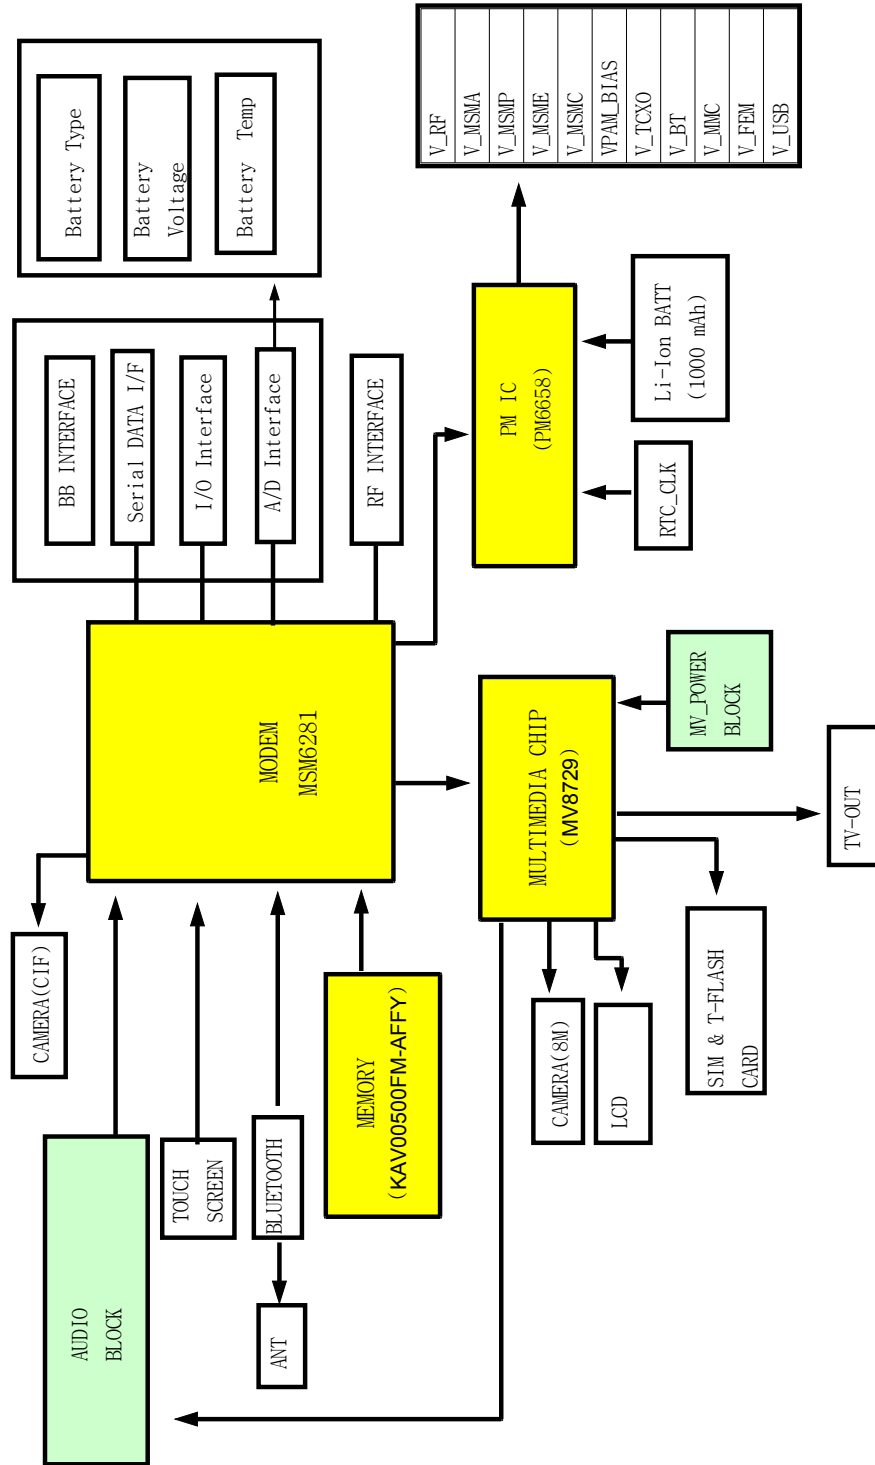 AUDIO
BLOCK
CAMERA(CIF)
TOUCH
SCREEN
ANT
BLUETOOTH
MEMORY
(KAV00500FM-AFFY)
MODEM
MSM6281
BB INTERFACE
Serial DATA I/F
I/O Interface
A/D Interface
RF INTERFACE
Battery Type
Battery
Voltage
Battery Temp
MULTIMEDIA CHIP
(MV8729)
CAMERA(8M)
LCD
SIM & T-FLASH
CARD
TV-OUT
MV_POWER
BLOCK
PM IC
(PM6658)
RTC_CLK
Li-Ion BATT
(1000 mAh)
V_RF
V_MSMA
V_MSMP
V_MSME
V_MSMC
VPAM_BIAS
V_TCXO
V_BT
V_MMC
V_FEM
V_USB